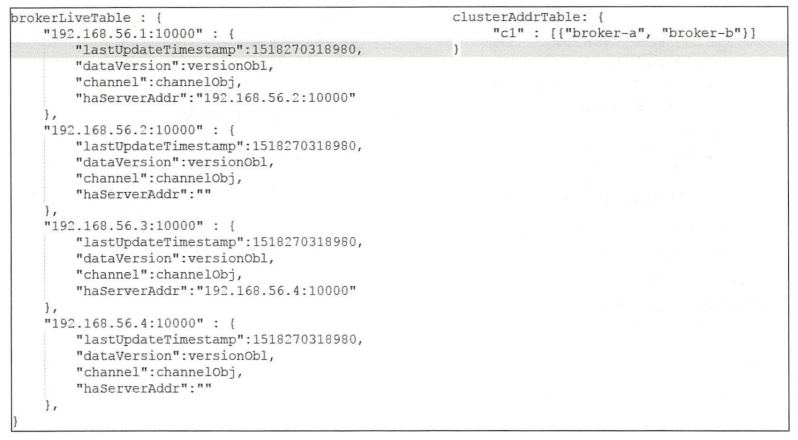 brokerLiveTable : {
    "192.168.56.1:10000" : {
        "lastUpdateTimestamp":1518270318980,
        "dataVersion":versionObl,
        "channel":channelObj,
        "haServerAddr":"192.168.56.2:10000"
    },
    "192.168.56.2:10000" : {
        "lastUpdateTimestamp":1518270318980,
        "dataVersion":versionObl,
        "channel":channelObj,
        "haServerAddr":""
    },
    "192.168.56.3:10000" : {
        "lastUpdateTimestamp":1518270318980,
        "dataVersion":versionObl,
        "channel":channelObj,
        "haServerAddr":"192.168.56.4:10000"
    },
    "192.168.56.4:10000" : {
        "lastUpdateTimestamp":1518270318980,
        "dataVersion":versionObl,
        "channel":channelObj,
        "haServerAddr":""
    },
}
clusterAddrTable: {
    "c1" : [{"broker-a", "broker-b"}]
}